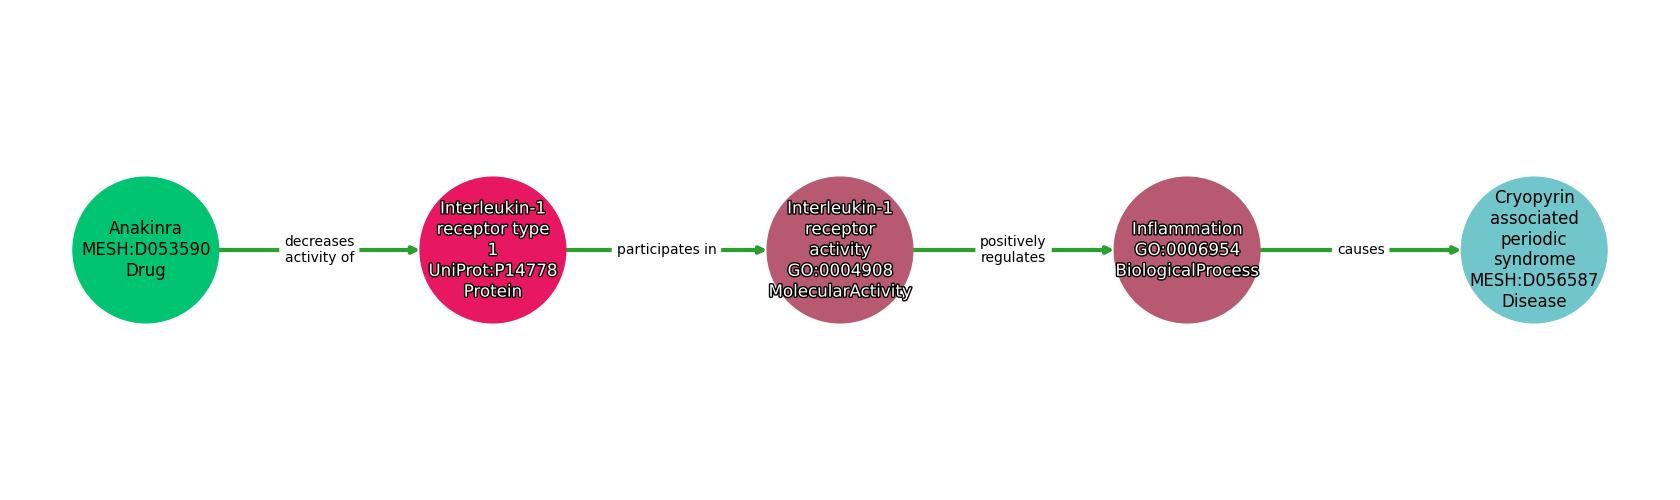 Anakinra
MESH:D053590
Drug
decreases
activity of
Interleukin-1
receptor type
1
UniProt:P14778
Protein
participates in
Interleukin-1
receptor
activity
GO:0004908
MolecularActivity
positively
regulates
Inflammation
GO:0006954
BiologicalProcess
causes
Cryopyrin
associated
periodic
syndrome
MESH:D056587
Disease